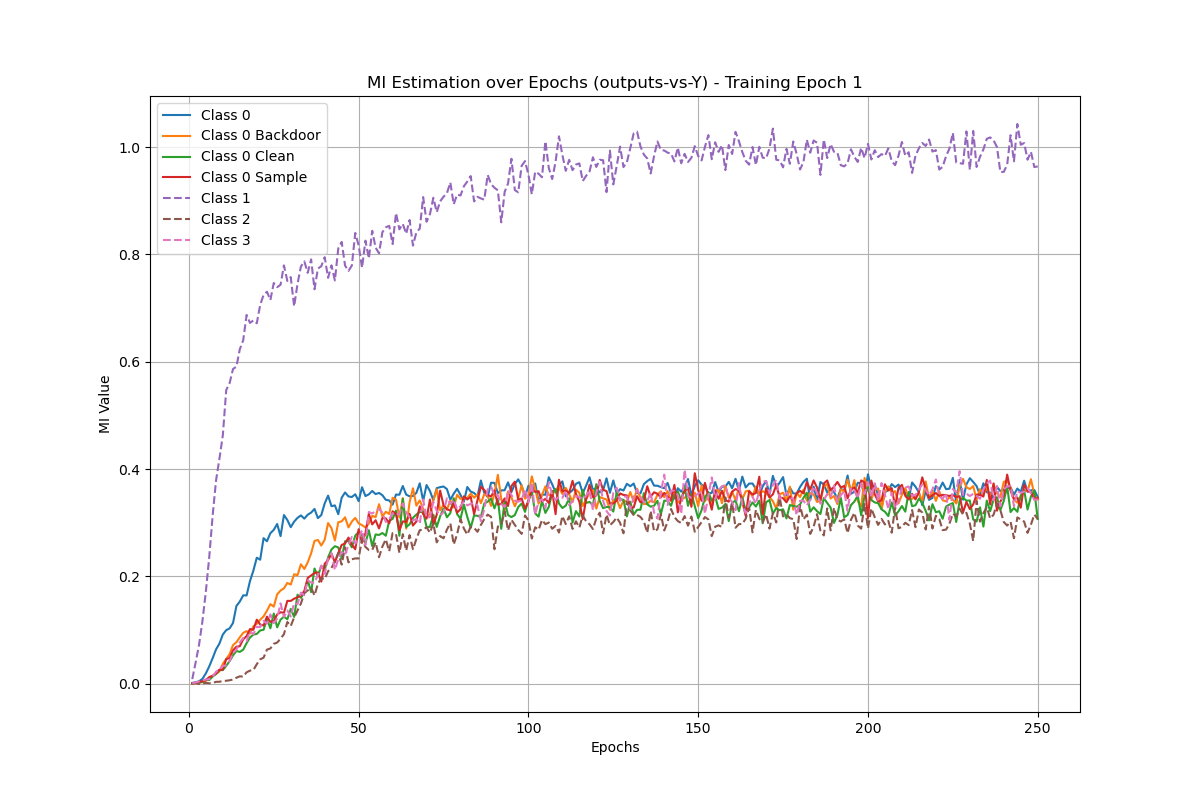 MI Estimation over Epochs (outputs-vs-Y) - Training Epoch 1
Class 0
Class 0 Backdoor
Class 0 Clean
Class 0 Sample
Class 1
Class 2
Class 3
1.0
0.8
0.6
0.4
0.2
0.0
MI Value
0 50 100 150 200 250
Epochs